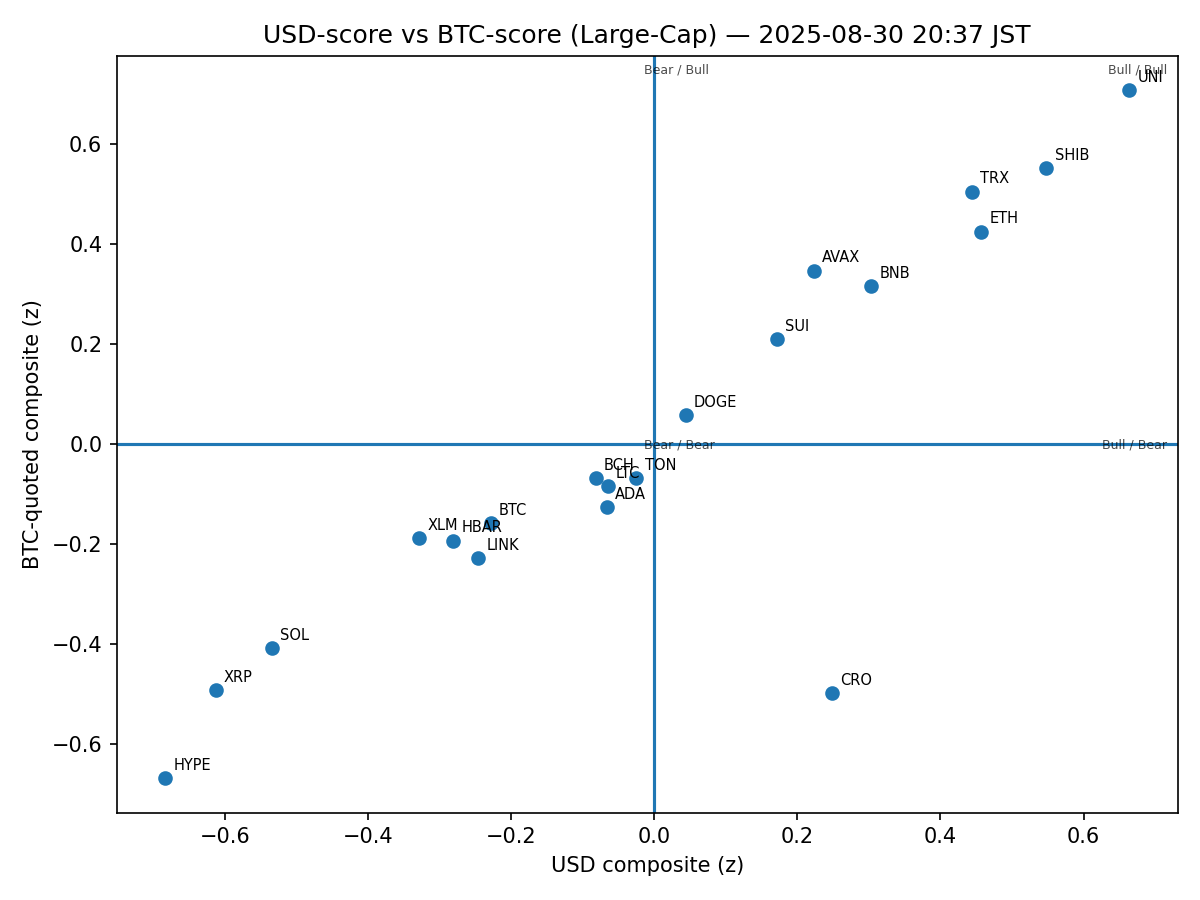 USD-score vs BTC-score (Large-Cap) — 2025-08-30 20:37 JST
Bear / Bull
Bull / Bull
UNI
SHIB
TRX
ETH
AVAX
BNB
SUI
DOGE
Bear / Bear
Bull / Bear
BCH
LTC
TON
ADA
BTC
XLM
HBAR
LINK
SOL
XRP
CRO
HYPE
BTC-quoted composite (z)
0.6
0.4
0.2
0.0
−0.2
−0.4
−0.6
−0.6
−0.4
−0.2
0.0
0.2
0.4
0.6
USD composite (z)